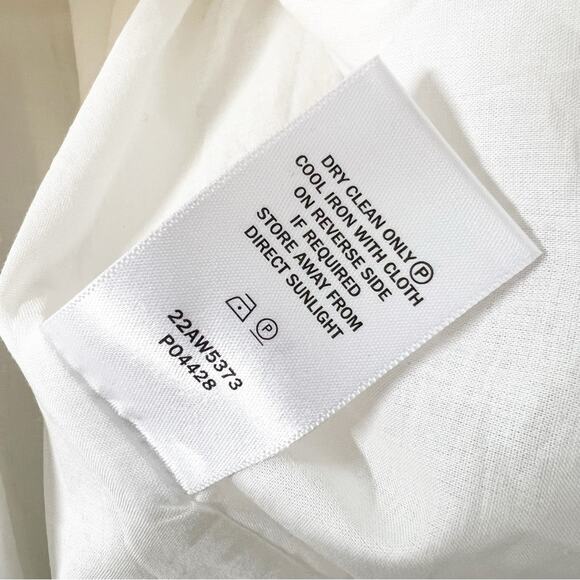 DRY CLEAN ONLY Ⓟ
COOL IRON WITH CLOTH
ON REVERSE SIDE
IF REQUIRED
STORE AWAY FROM
DIRECT SUNLIGHT
Ⓟ
22AW5373
P04428